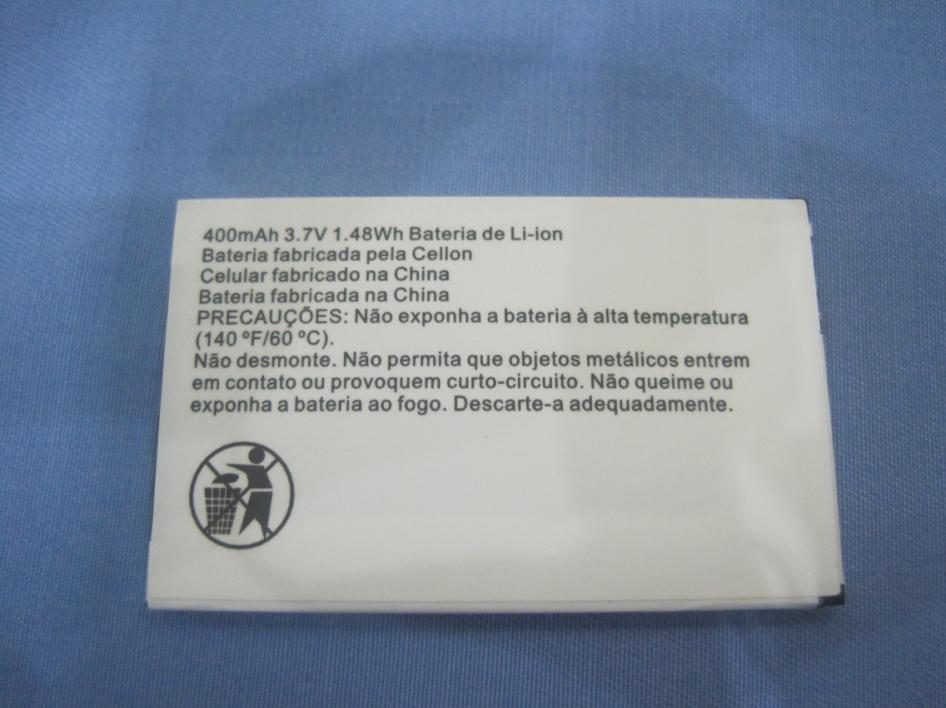 400mAh 3.7V 1.48Wh Bateria de Li-ion
Bateria fabricada pela Cellon
Celular fabricado na China
Bateria fabricada na China
PRECAUÇÕES: Não exponha a bateria à alta temperatura
(140 ºF/60 ºC).
Não desmonte. Não permita que objetos metálicos entrem
em contato ou provoquem curto-circuito. Não queime ou
exponha a bateria ao fogo. Descarte-a adequadamente.